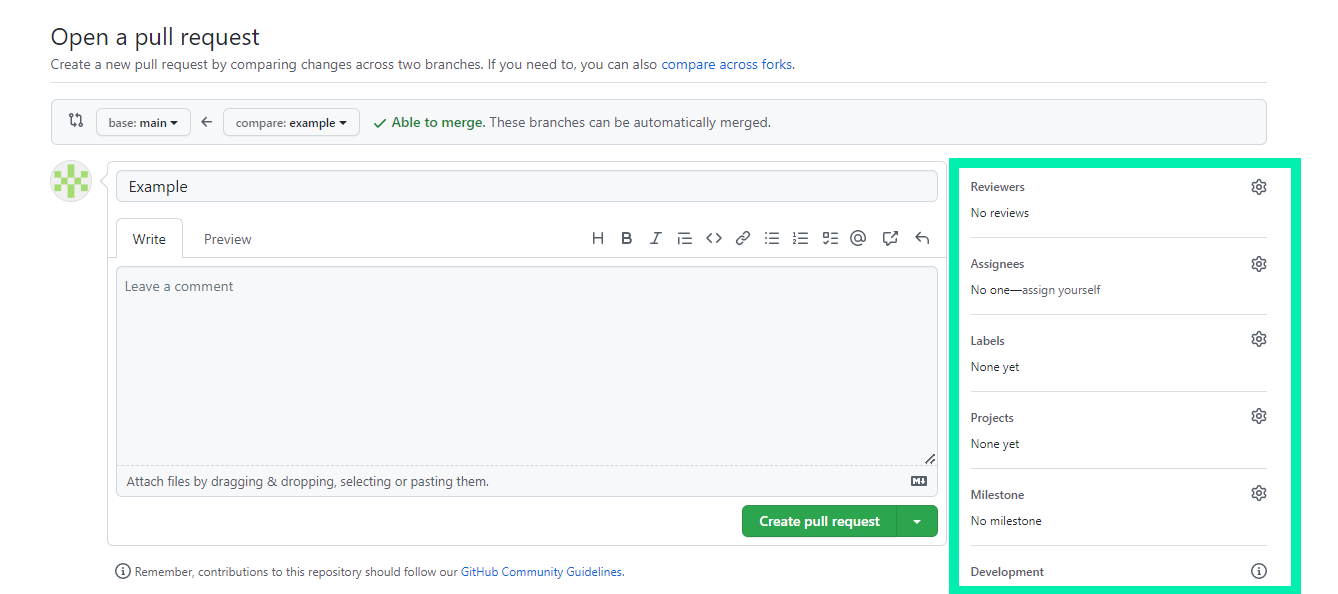 Open a pull request
Create a new pull request by comparing changes across two branches. If you need to, you can also compare across forks.
base: main
compare: example
Able to merge. These branches can be automatically merged.
Example
Write
Preview
H B I
Leave a comment
Attach files by dragging & dropping, selecting or pasting them.
Create pull request
Remember, contributions to this repository should follow our GitHub Community Guidelines.
Reviewers
No reviews
Assignees
No one—assign yourself
Labels
None yet
Projects
None yet
Milestone
No milestone
Development